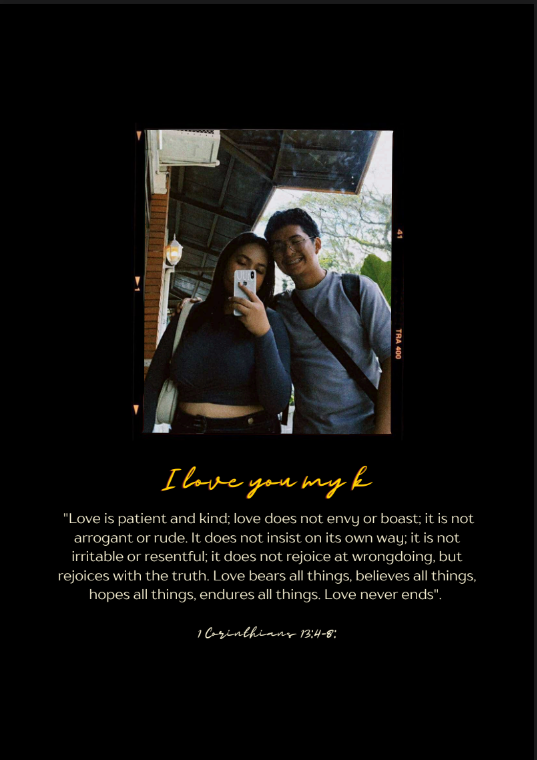 41
TRA 400
I love you my k
"Love is patient and kind; love does not envy or boast; it is not
arrogant or rude. It does not insist on its own way; it is not
irritable or resentful; it does not rejoice at wrongdoing, but
rejoices with the truth. Love bears all things, believes all things,
hopes all things, endures all things. Love never ends".
1 Corinthians 13:4-8: